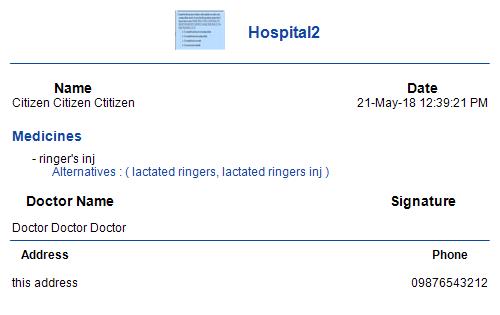 Hospital2
Name Date
Citizen Citizen Ctitizen 21-May-18 12:39:21 PM
Medicines
- ringer's inj
Alternatives : ( lactated ringers, lactated ringers inj )
Doctor Name Signature
Doctor Doctor Doctor
Address Phone
this address 09876543212